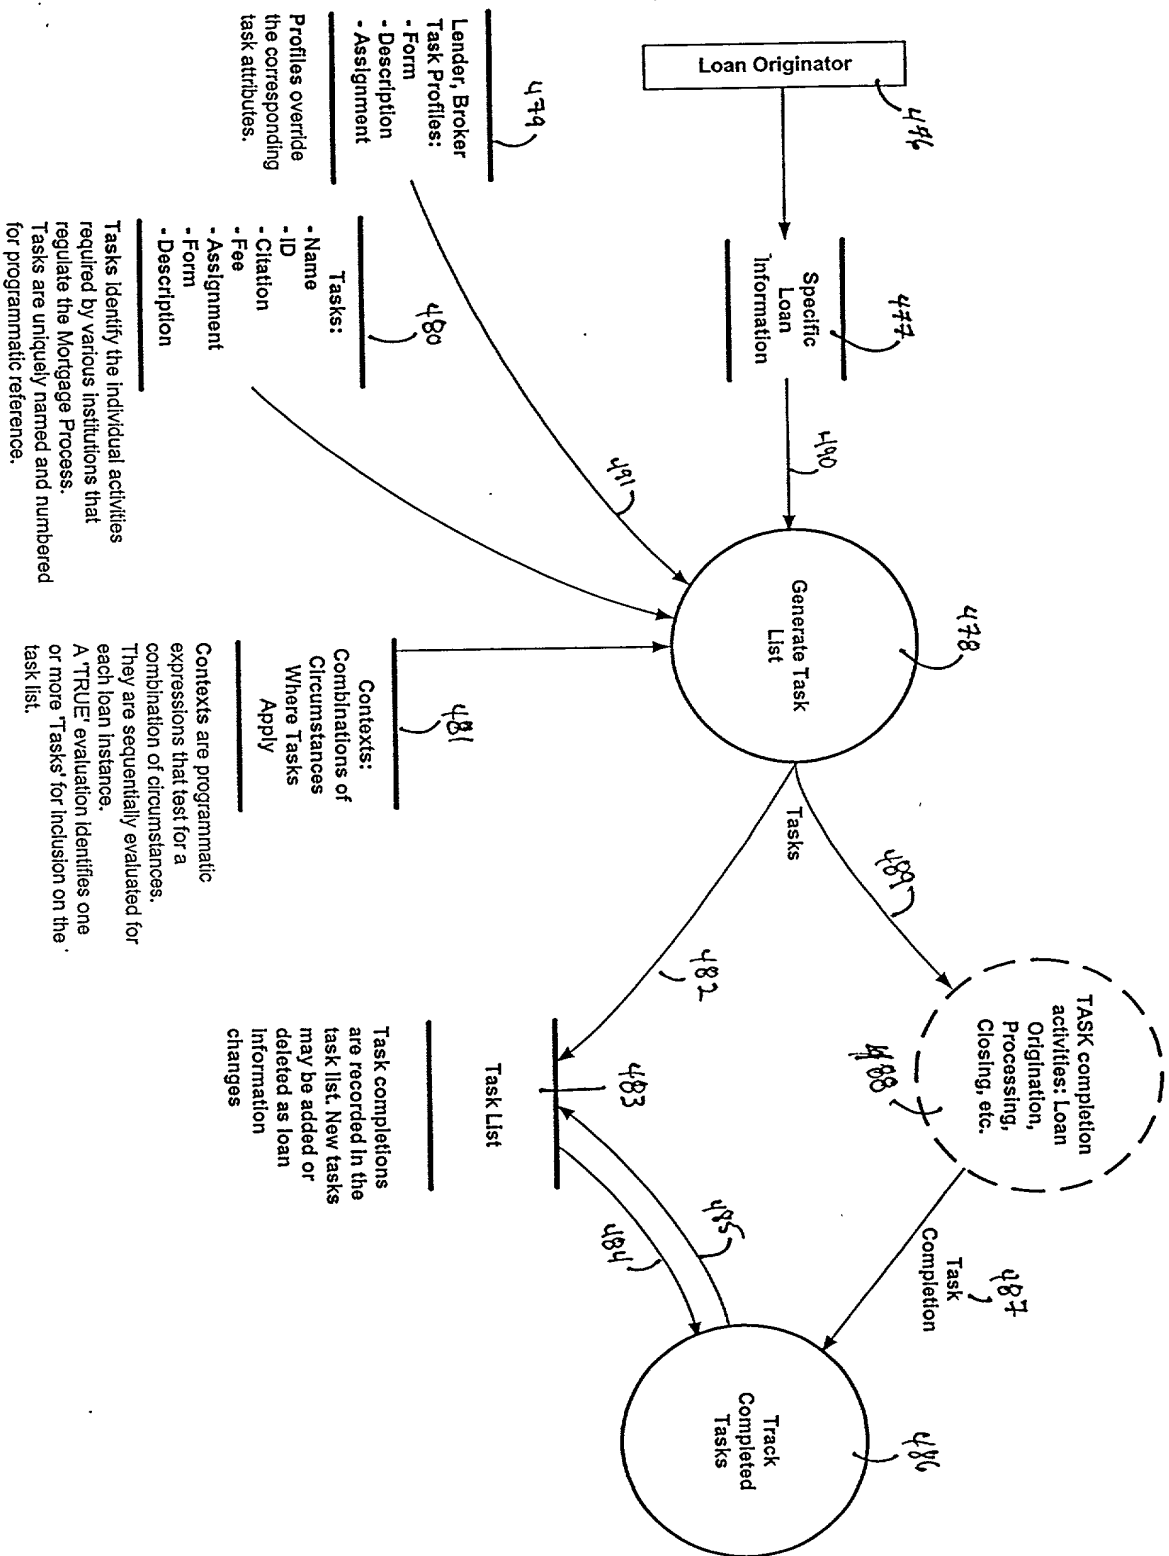 Loan Originator
476
Specific
Loan
Information
477
490
Generate Task
List
478
Lender, Broker
Task Profiles:
- Form
- Description
- Assignment
479
Profiles override
the corresponding
task attributes.
491
Tasks:
- Name
- ID
- Citation
- Fee
- Assignment
- Form
- Description
480
Tasks identify the individual activities
required by various institutions that
regulate the Mortgage Process.
Tasks are uniquely named and numbered
for programmatic reference.
Contexts:
Combinations of
Circumstances
Where Tasks
Apply
481
Contexts are programmatic
expressions that test for a
combination of circumstances.
They are sequentially evaluated for
each loan instance.
A 'TRUE' evaluation identifies one
or more 'Tasks' for inclusion on the
task list.
Tasks
489
482
TASK completion
activities: Loan
Origination,
Processing,
Closing, etc.
488
Task List
483
Task completions
are recorded in the
task list. New tasks
may be added or
deleted as loan
information
changes
485
484
Task
Completion
487
Track
Completed
Tasks
486